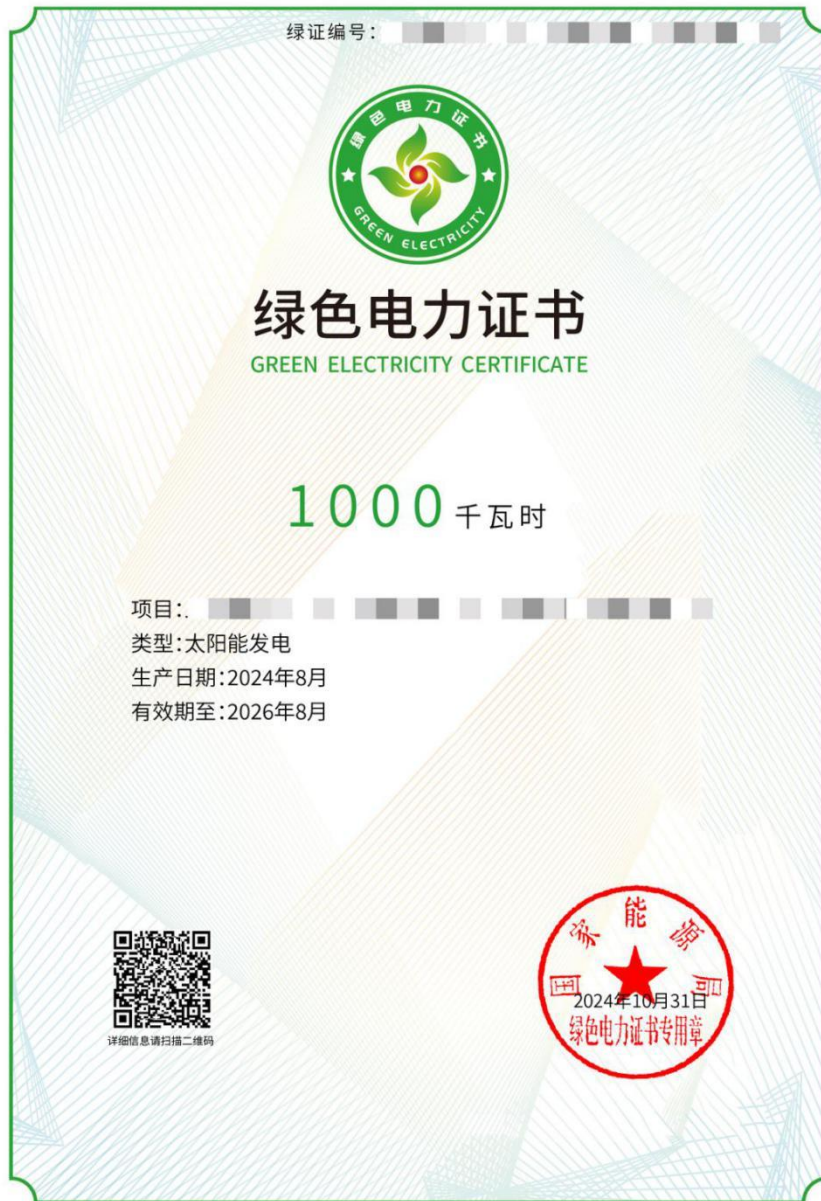 绿证编号：
绿色电力证书
GREEN ELECTRICITY
绿色电力证书
GREEN ELECTRICITY CERTIFICATE
1000千瓦时
项目:
类型:太阳能发电
生产日期:2024年8月
有效期至:2026年8月
详细信息请扫描二维码
国家能源局
2024年10月31日
绿色电力证书专用章